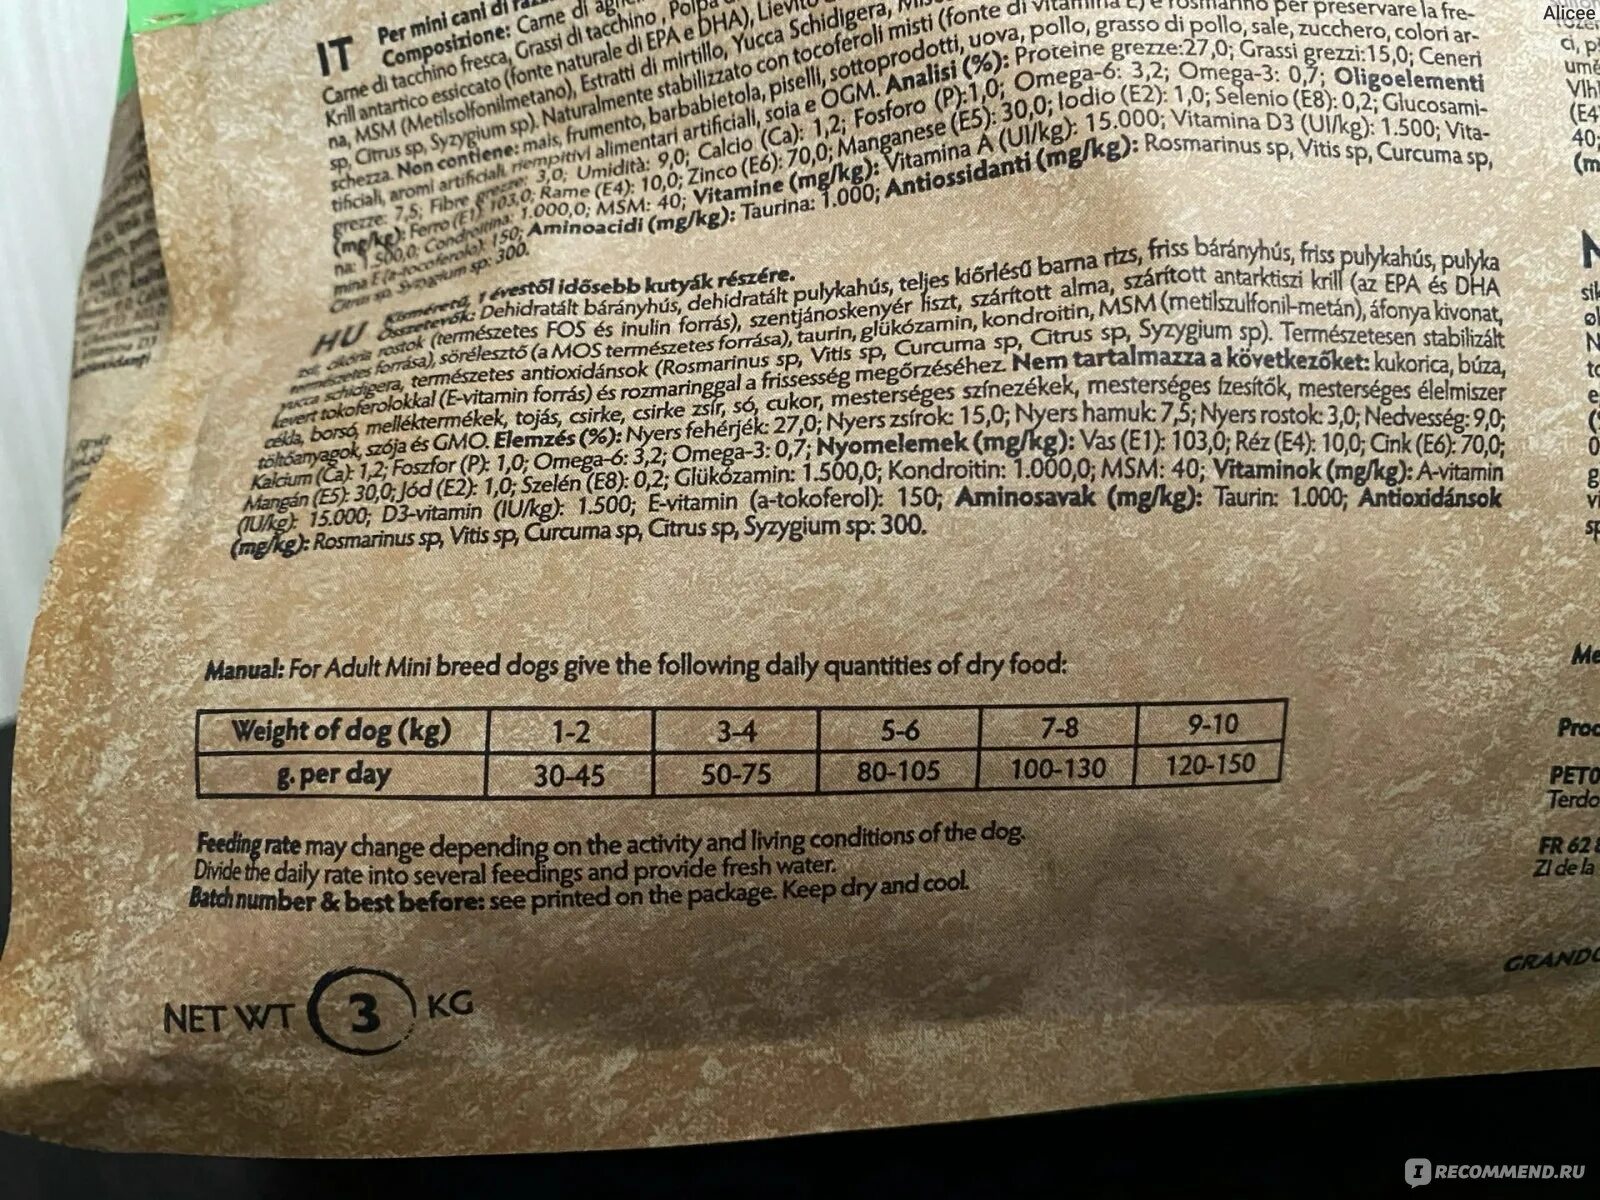 Alicee
IT
Per mini cani di
Composizione: Carne di
Carne di tacchino fresca, Grassi di tacchino, Polpa
Krill antartico essiccato (fonte naturale di EPA e DHA), Lievito
na, MSM (Metilsolfonilmetano), Estratti di mirtillo, Yucca Schidigera,
sp, Citrus sp, Syzygium sp). Naturalmente stabilizzato con tocoferoli misti (fonte di vitamina E) e rosmarino per preservare la fre-
schezza. Non contiene: mais, frumento, barbabietola, piselli, sottoprodotti, uova, pollo, grasso di pollo, sale, zucchero, colori ar-
tificiali, aromi artificiali, riempitivi alimentari artificiali, soia e OGM. Analisi (%): Proteine grezze:27,0; Grassi grezzi:15,0; Ceneri
grezze: 7,5; Fibre grezze: 3,0; Umidità: 9,0; Calcio (Ca): 1,2; Fosforo (P):1,0; Omega-6: 3,2; Omega-3: 0,7; Oligoelementi
(mg/kg): Ferro (E1): 103,0; Rame (E4): 10,0; Zinco (E6): 70,0; Manganese (E5): 30,0; Iodio (E2): 1,0; Selenio (E8): 0,2; Glucosami-
na: 1.500,0; Condroitina: 1.000,0; MSM: 40; Vitamine (mg/kg): Vitamina A (UI/kg): 15.000; Vitamina D3 (UI/kg): 1.500; Vita-
mina E (a-tocoferolo): 150; Aminoacidi (mg/kg): Taurina: 1.000; Antiossidanti (mg/kg): Rosmarinus sp, Vitis sp, Curcuma sp,
Citrus sp, Syzygium sp: 300.
HU
Kisméretű, 1 évestől idősebb kutyák részére.
Összetevők: Dehidratált bárányhús, dehidratált pulykahús, teljes kiőrlésű barna rizs, friss bárányhús, friss pulykahús, pulyka
zsír, cikória rostok (természetes FOS és inulin forrás), szentjánoskenyér liszt, szárított alma, szárított antarktiszi krill (az EPA és DHA
természetes forrása), sörélesztő (a MOS természetes forrása), taurin, glükózamin, kondroitin, MSM (metilszulfonil-metán), áfonya kivonat,
yucca schidigera, természetes antioxidánsok (Rosmarinus sp, Vitis sp, Curcuma sp, Citrus sp, Syzygium sp). Természetesen stabilizált
kevert tokoferolokkal (E-vitamin forrás) és rozmaringgal a frissesség megőrzéséhez. Nem tartalmazza a következőket: kukorica, búza,
cékla, borsó, melléktermékek, tojás, csirke, csirke zsír, só, cukor, mesterséges színezékek, mesterséges ízesítők, mesterséges élelmiszer
töltőanyagok, szója és GMO. Elemzés (%): Nyers fehérjék: 27,0; Nyers zsírok: 15,0; Nyers hamuk: 7,5; Nyers rostok: 3,0; Nedvesség: 9,0;
Kalcium (Ca): 1,2; Foszfor (P): 1,0; Omega-6: 3,2; Omega-3: 0,7; Nyomelemek (mg/kg): Vas (E1): 103,0; Réz (E4): 10,0; Cink (E6): 70,0;
Mangán (E5): 30,0; Jód (E2): 1,0; Szelén (E8): 0,2; Glükózamin: 1.500,0; Kondroitin: 1.000,0; MSM: 40; Vitaminok (mg/kg): A-vitamin
(IU/kg): 15.000; D3-vitamin (IU/kg): 1.500; E-vitamin (a-tokoferol): 150; Aminosavak (mg/kg): Taurin: 1.000; Antioxidánsok
(mg/kg): Rosmarinus sp, Vitis sp, Curcuma sp, Citrus sp, Syzygium sp: 300.
Manual: For Adult Mini breed dogs give the following daily quantities of dry food:
Weight of dog (kg) 1-2 3-4 5-6 7-8 9-10
g. per day 30-45 50-75 80-105 100-130 120-150
Feeding rate may change depending on the activity and living conditions of the dog.
Divide the daily rate into several feedings and provide fresh water.
Batch number & best before: see printed on the package. Keep dry and cool.
NET WT 3 KG
PETO
Terdo
FR 62
ZI de la
GRANDO
IRECOMMEND.RU